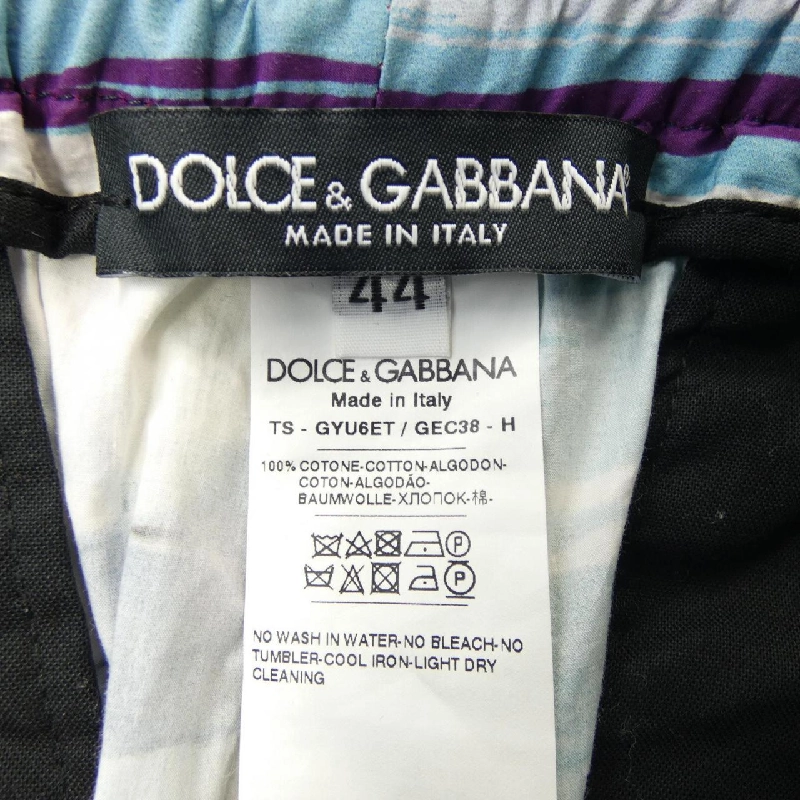 DOLCE & GABBANA
MADE IN ITALY
44
DOLCE & GABBANA
Made in Italy
TS - GYU6ET / GEC38 - H
100% COTONE-COTTON-ALGODON-
COTON-ALGODÃO-
BAUMWOLLE-ХЛОПОК-棉-
NO WASH IN WATER-NO BLEACH-NO
TUMBLER-COOL IRON-LIGHT DRY
CLEANING